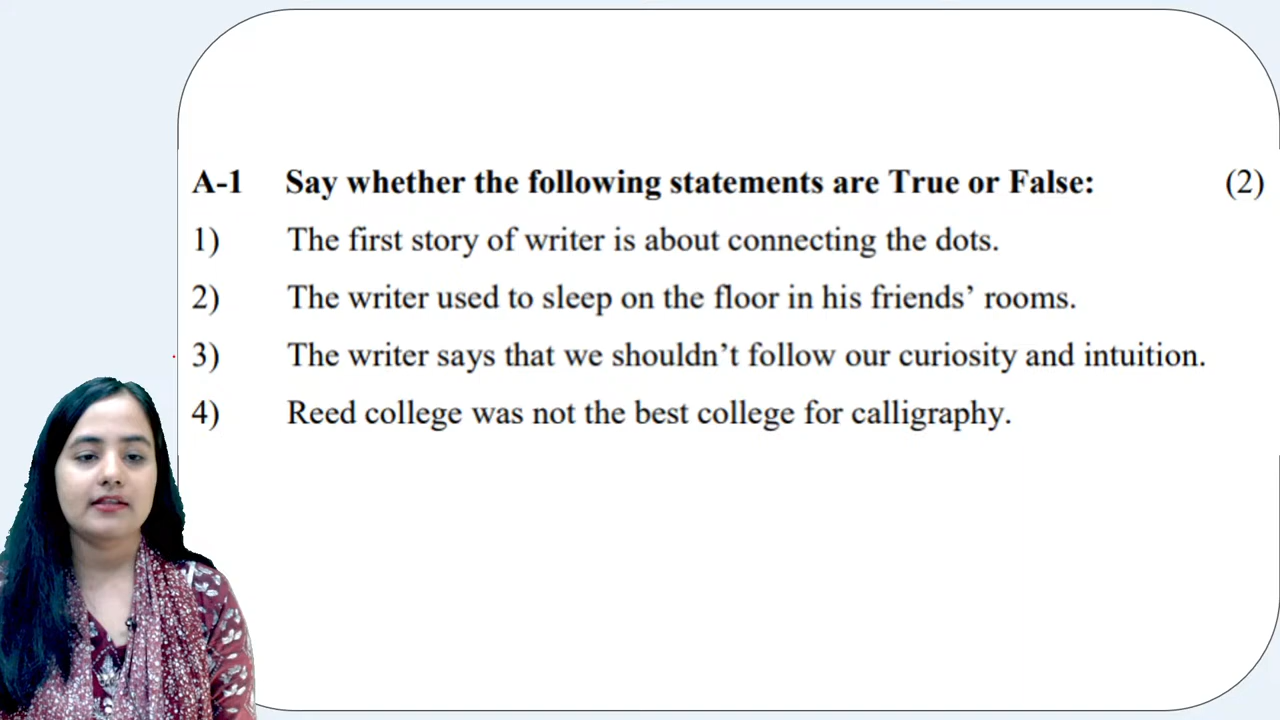 A-1 Say whether the following statements are True or False: (2)
1) The first story of writer is about connecting the dots.
2) The writer used to sleep on the floor in his friends’ rooms.
3) The writer says that we shouldn’t follow our curiosity and intuition.
4) Reed college was not the best college for calligraphy.